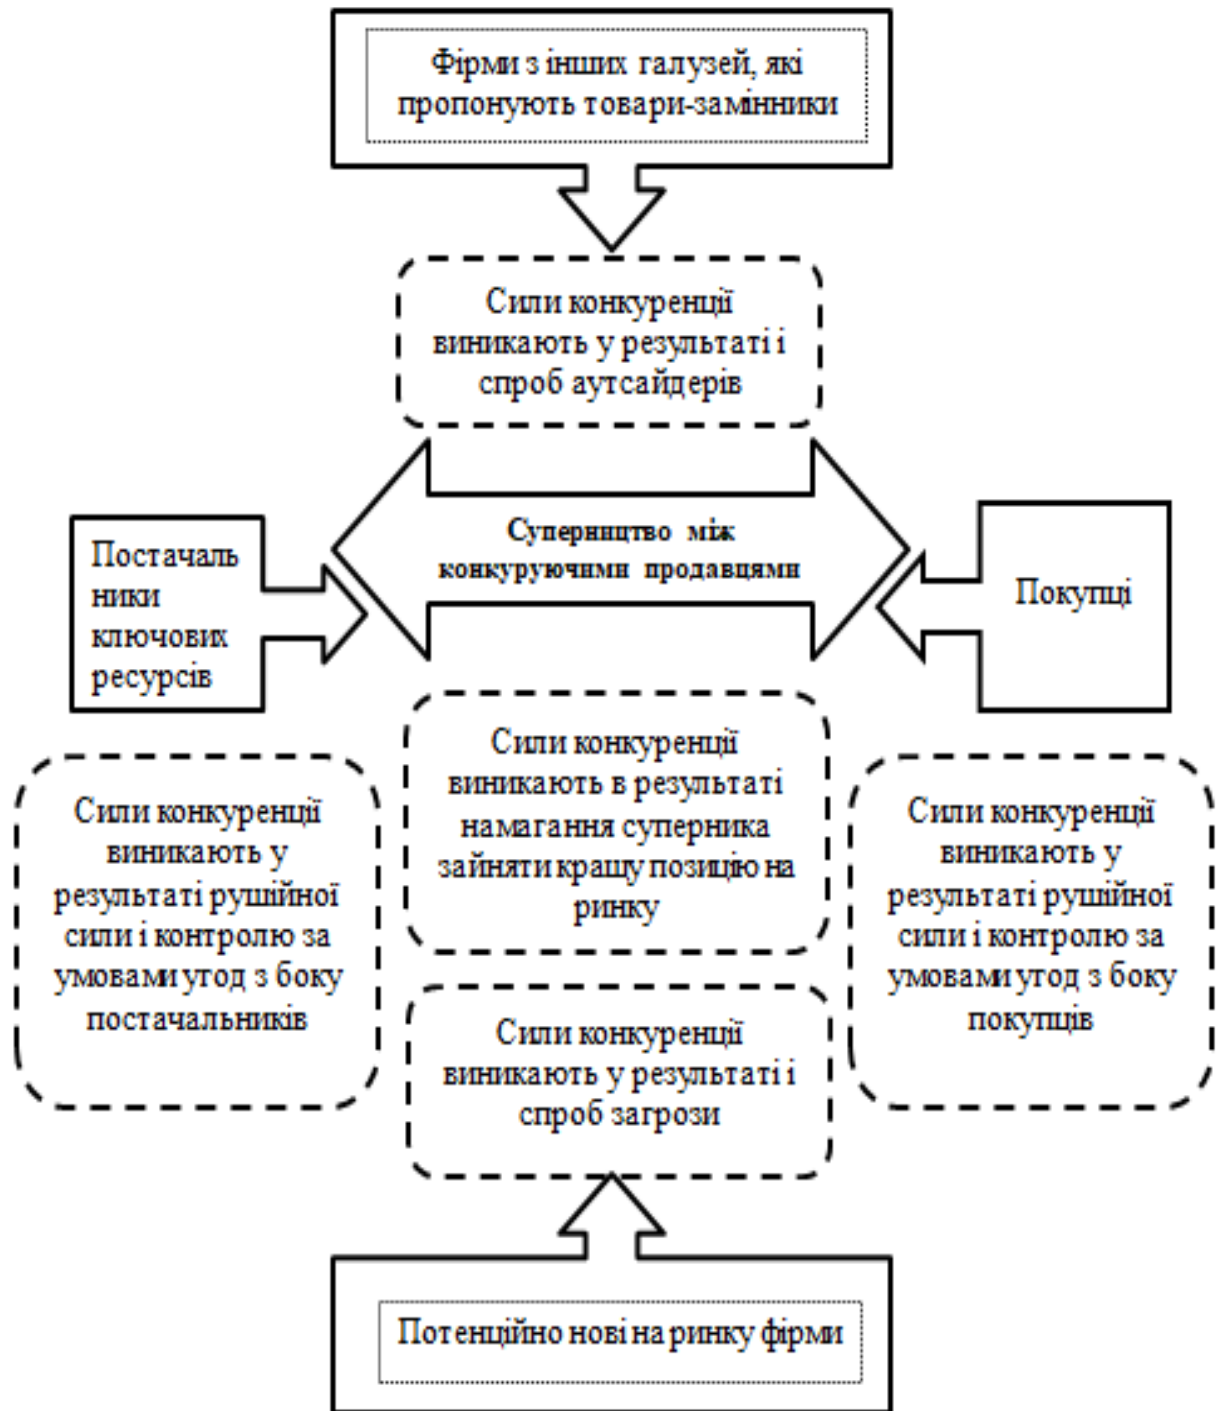 Фірми з інших галузей, які
пропонують товари-замінники
Сили конкуренції
виникають у результаті і
спроб аутсайдерів
Суперництво між
конкуруючими продавцями
Постачаль
ники
ключових
ресурсів
Покупці
Сили конкуренції
виникають в результаті
намагання суперника
зайняти кращу позицію на
ринку
Сили конкуренції
виникають у
результаті рушійної
сили і контролю за
умовами угод з боку
постачальників
Сили конкуренції
виникають у
результаті рушійної
сили і контролю за
умовами угод з боку
покупців
Сили конкуренції
виникають у результаті і
спроб загрози
Потенційно нові на ринку фірми